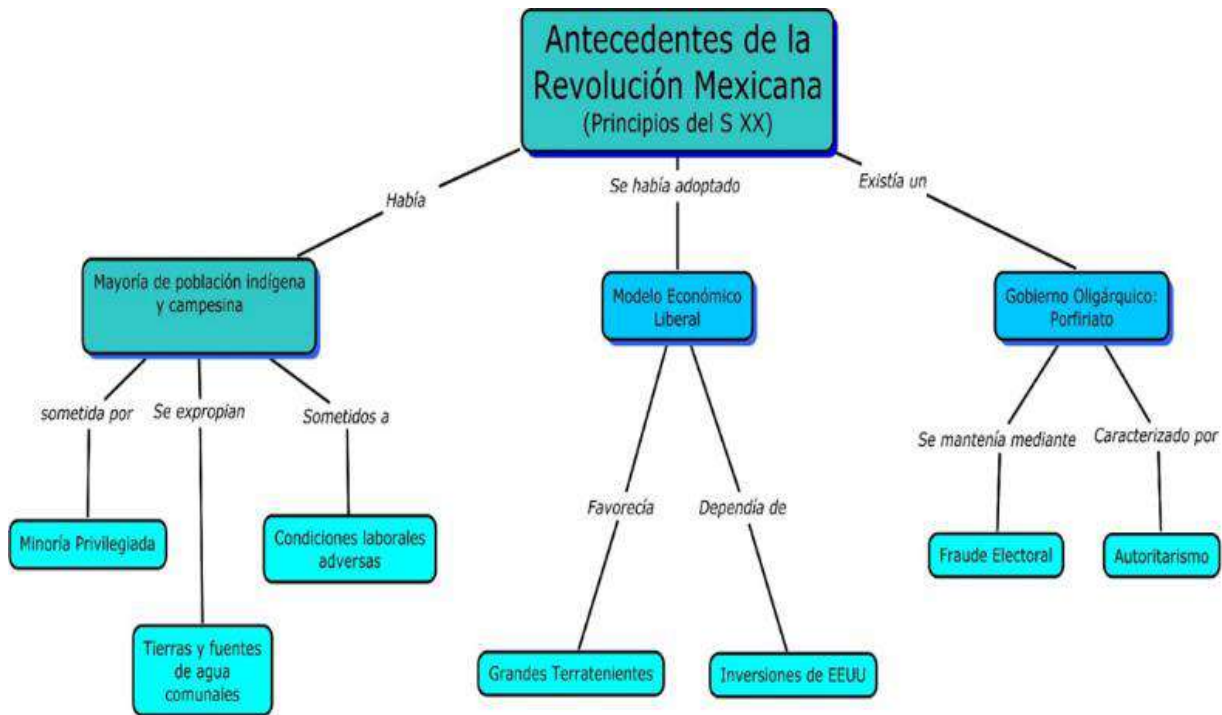 Antecedentes de la
Revolución Mexicana
(Principios del S XX)
Había
Se había adoptado
Existía un
Mayoría de población indígena
y campesina
Modelo Económico
Liberal
Gobierno Oligárquico:
Porfiriato
sometida por
Se expropian
Sometidos a
Se mantenía mediante
Caracterizado por
Favorecía
Dependía de
Minoría Privilegiada
Condiciones laborales
adversas
Fraude Electoral
Autoritarismo
Tierras y fuentes
de agua
comunales
Grandes Terratenientes
Inversiones de EEUU